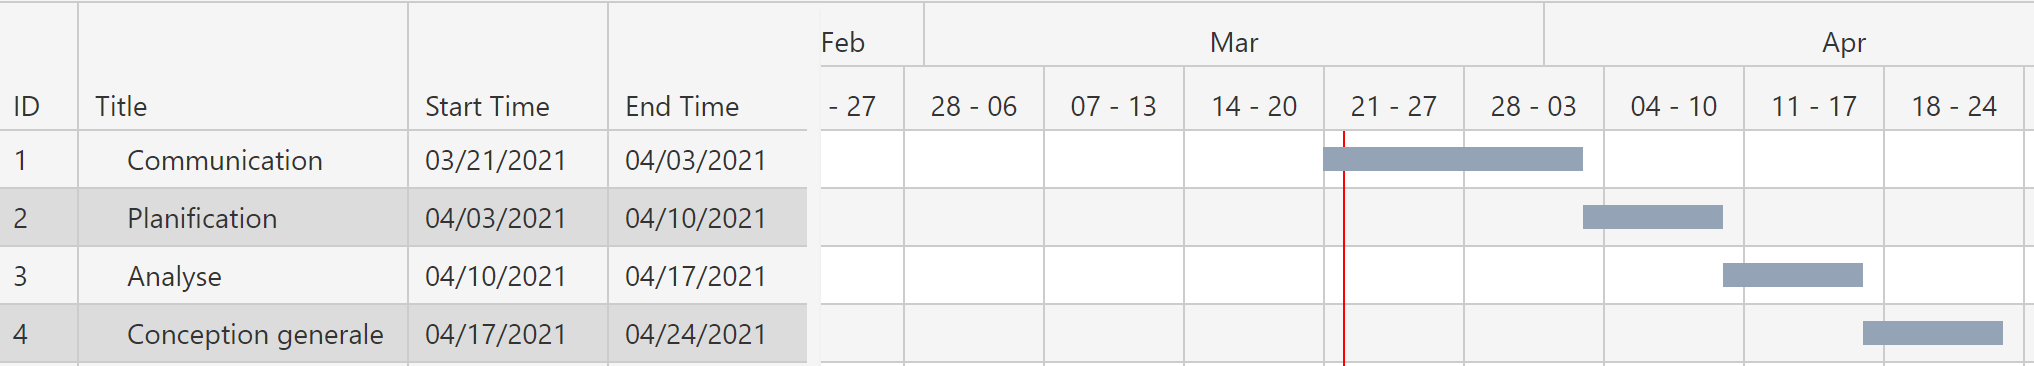 Feb Mar Apr
ID Title Start Time End Time - 27 28 - 06 07 - 13 14 - 20 21 - 27 28 - 03 04 - 10 11 - 17 18 - 24
1 Communication 03/21/2021 04/03/2021
2 Planification 04/03/2021 04/10/2021
3 Analyse 04/10/2021 04/17/2021
4 Conception generale 04/17/2021 04/24/2021